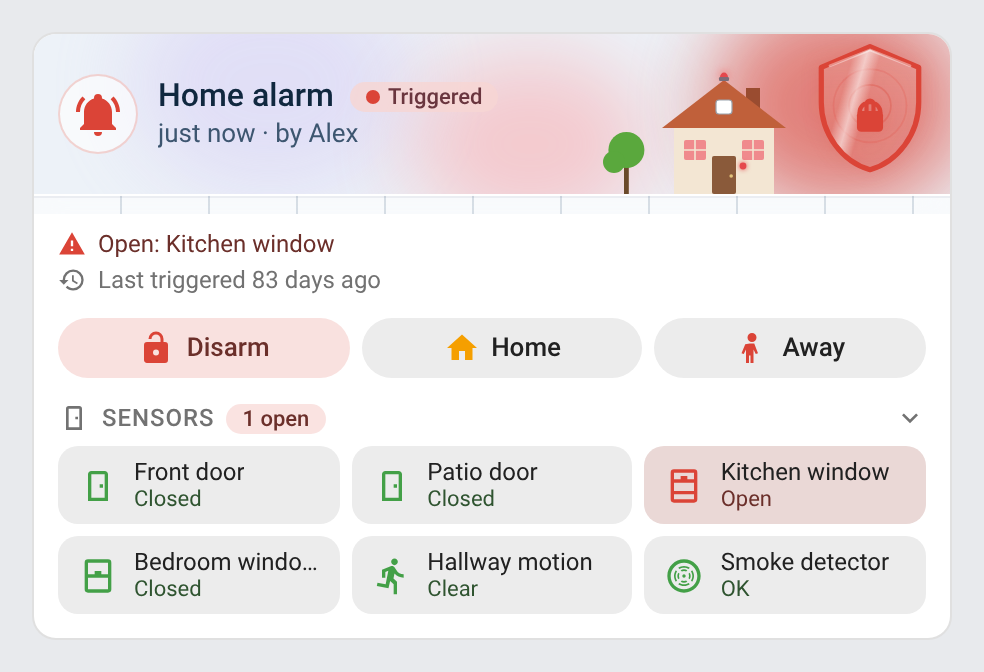 Home alarm
Triggered
just now · by Alex
Open: Kitchen window
Last triggered 83 days ago
Disarm
Home
Away
SENSORS
1 open
Front door
Closed
Patio door
Closed
Kitchen window
Open
Bedroom windo...
Closed
Hallway motion
Clear
Smoke detector
OK